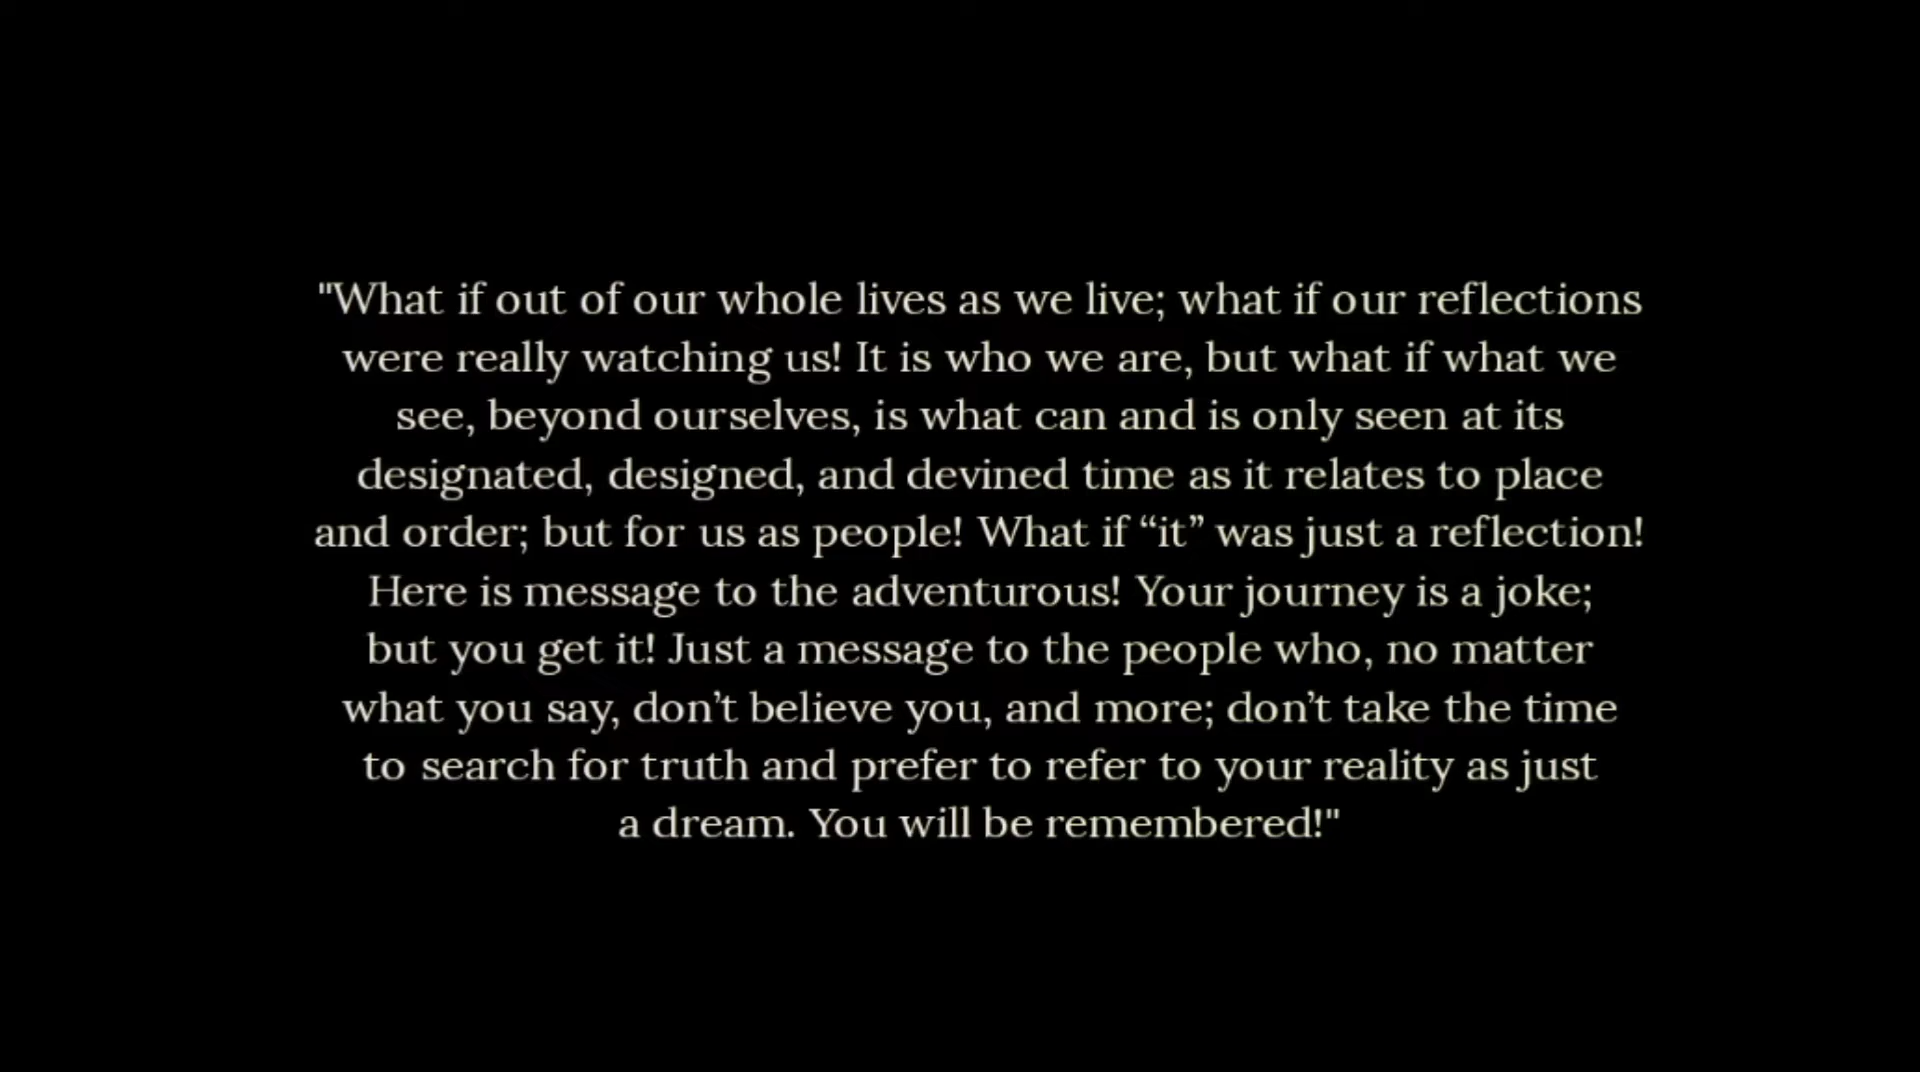 "What if out of our whole lives as we live; what if our reflections
were really watching us! It is who we are, but what if what we
see, beyond ourselves, is what can and is only seen at its
designated, designed, and devined time as it relates to place
and order; but for us as people! What if “it” was just a reflection!
Here is message to the adventurous! Your journey is a joke;
but you get it! Just a message to the people who, no matter
what you say, don’t believe you, and more; don’t take the time
to search for truth and prefer to refer to your reality as just
a dream. You will be remembered!"